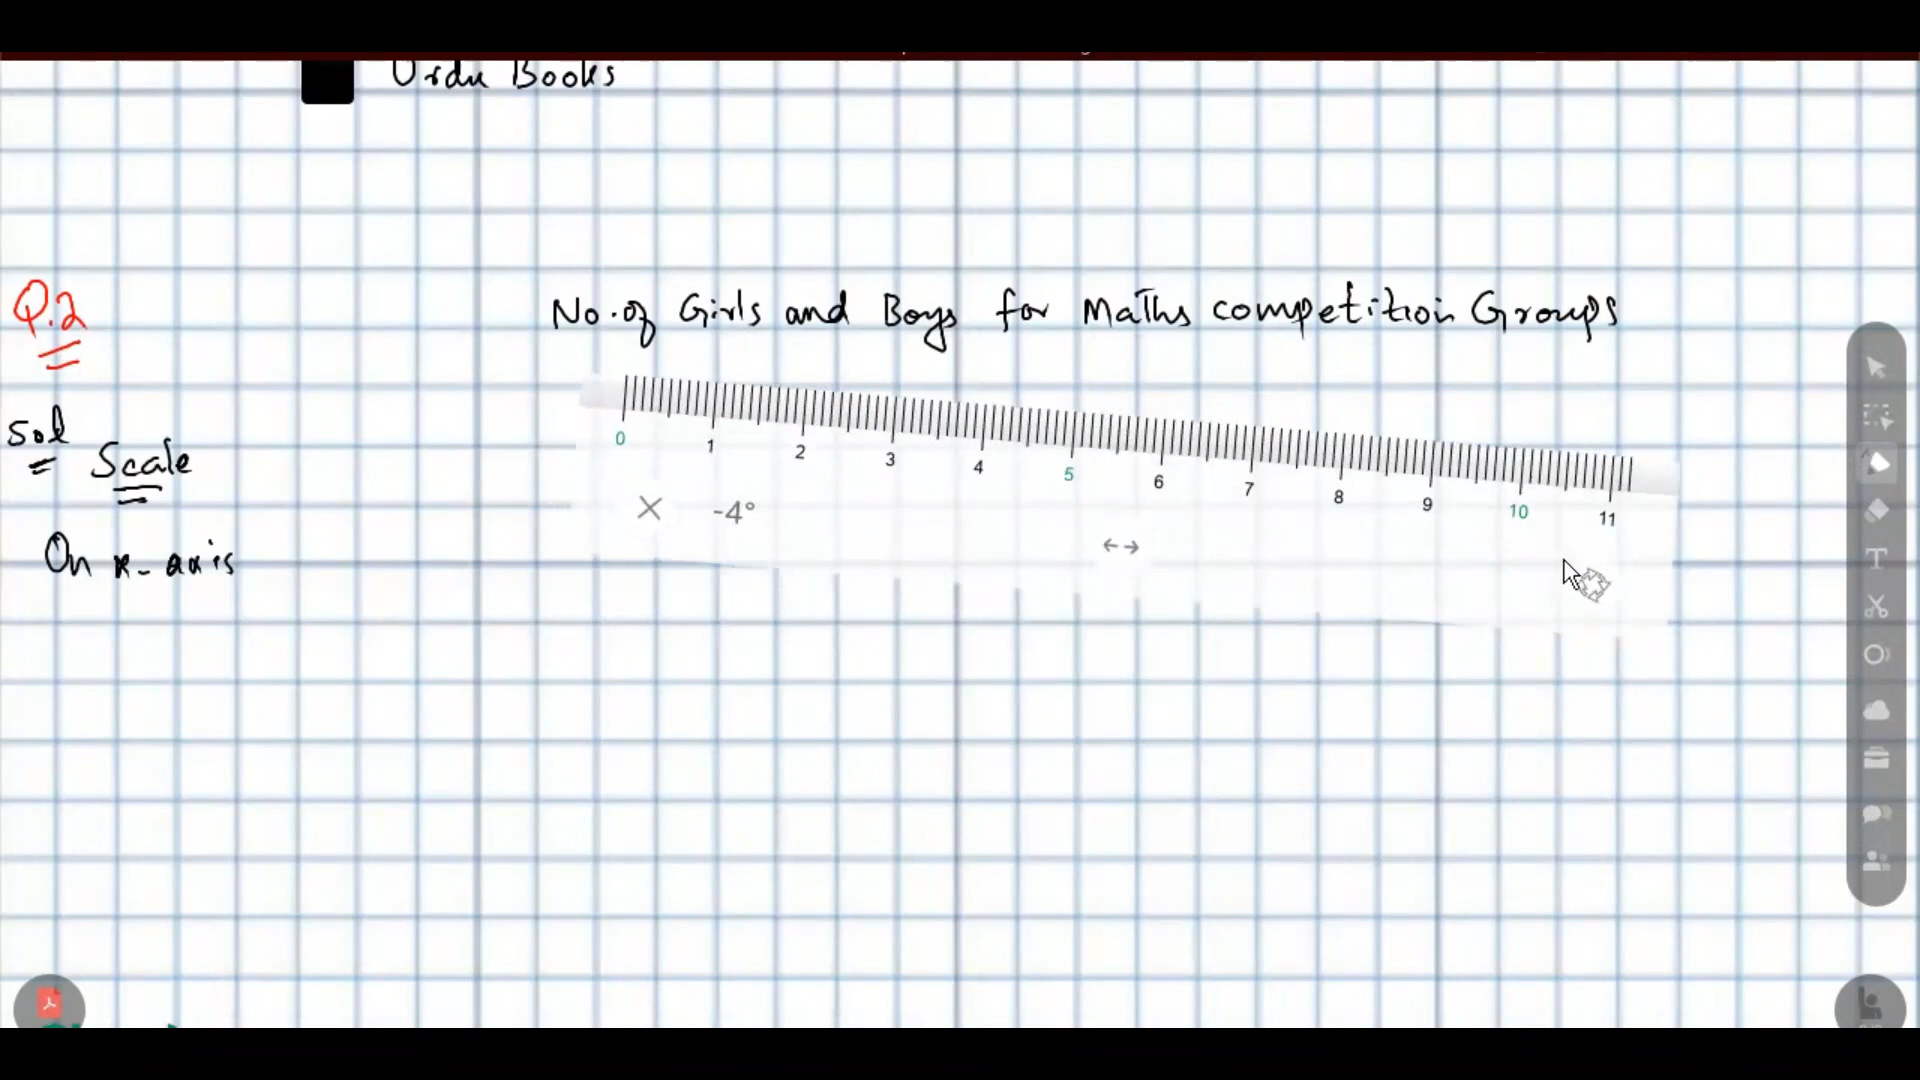 Urdu Books
Q.2
No. of Girls and Boys for Maths competition Groups
Sol
Scale
0 1 2 3 4 5 6 7 8 9 10 11
-4°
On x-axis
T